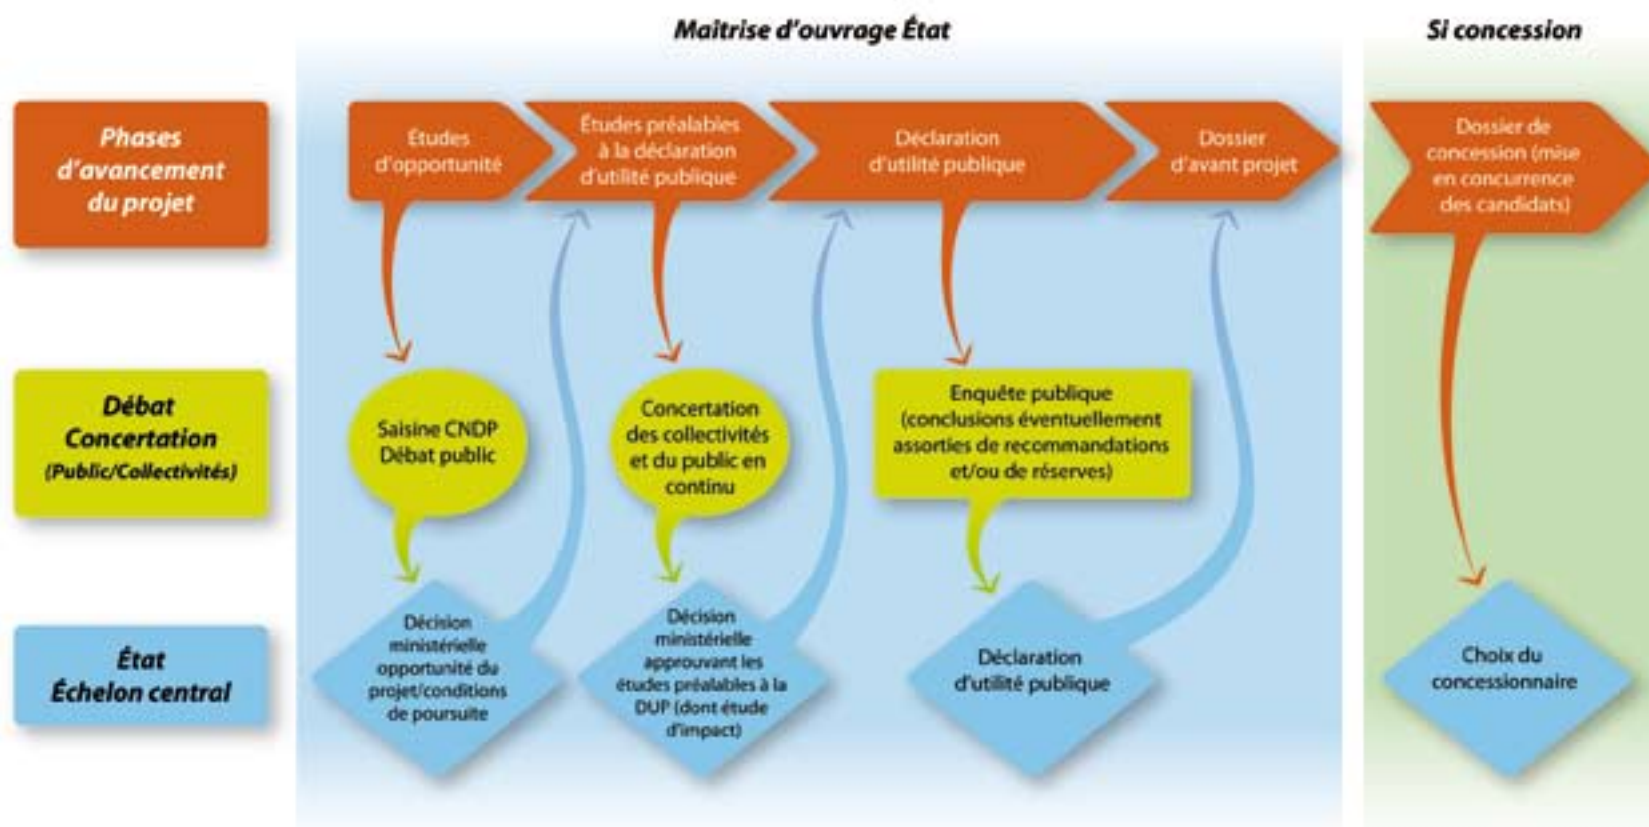 Maîtrise d'ouvrage État
Si concession
Phases
d'avancement
du projet
Études
d'opportunité
Études préalables
à la déclaration
d'utilité publique
Déclaration
d'utilité publique
Dossier
d'avant projet
Dossier de
concession (mise
en concurrence
des candidats)
Débat
Concertation
(Public/Collectivités)
Saisine CNDP
Débat public
Concertation
des collectivités
et du public en
continu
Enquête publique
(conclusions éventuellement
assorties de recommandations
et/ou de réserves)
État
Échelon central
Décision
ministérielle
opportunité du
projet/conditions
de poursuite
Décision
ministérielle
approuvant les
études préalables à la
DUP (dont étude
d'impact)
Déclaration
d'utilité publique
Choix du
concessionnaire